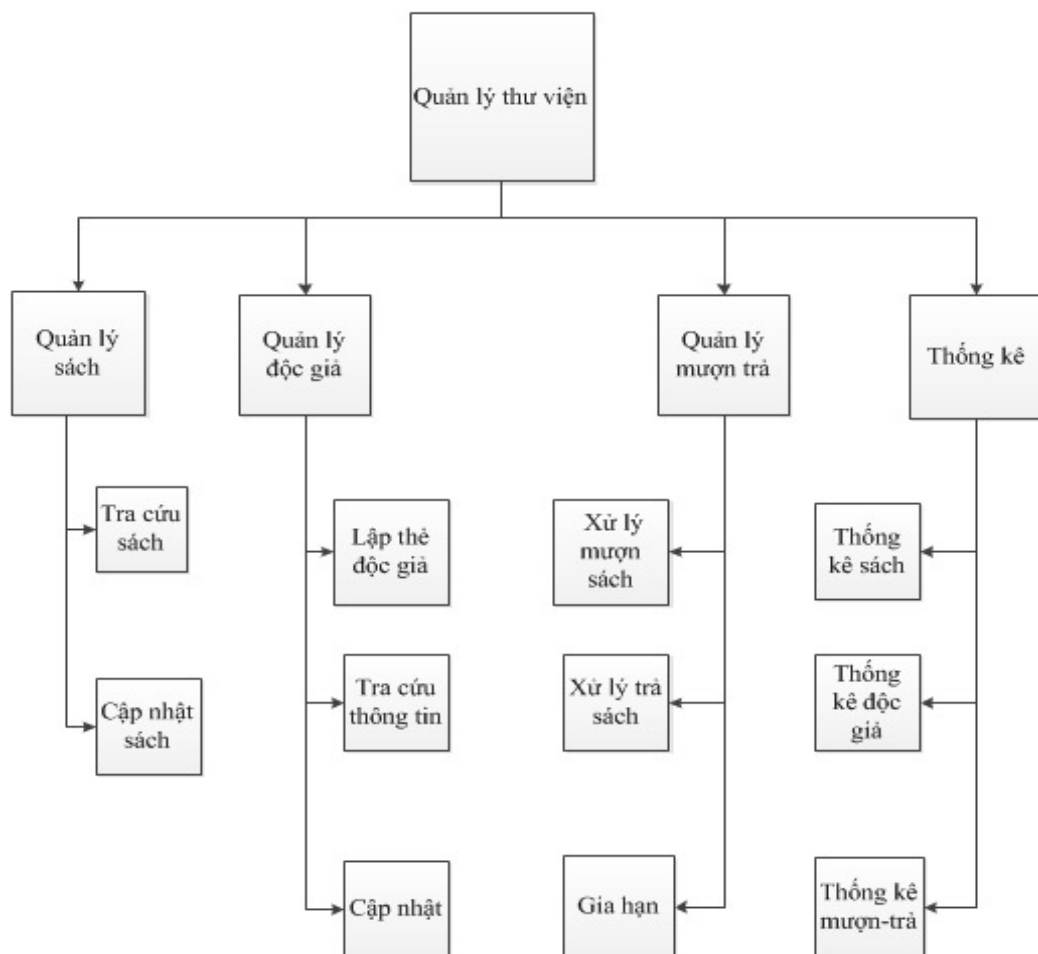 Quản lý thư viện
Quản lý
sách
Quản lý
độc giả
Quản lý
mượn trả
Thống kê
Tra cứu
sách
Cập nhật
sách
Lập thẻ
độc giả
Tra cứu
thông tin
Cập nhật
Xử lý
mượn
sách
Xử lý trả
sách
Gia hạn
Thống
kê sách
Thống
kê độc
giả
Thống kê
mượn-trả